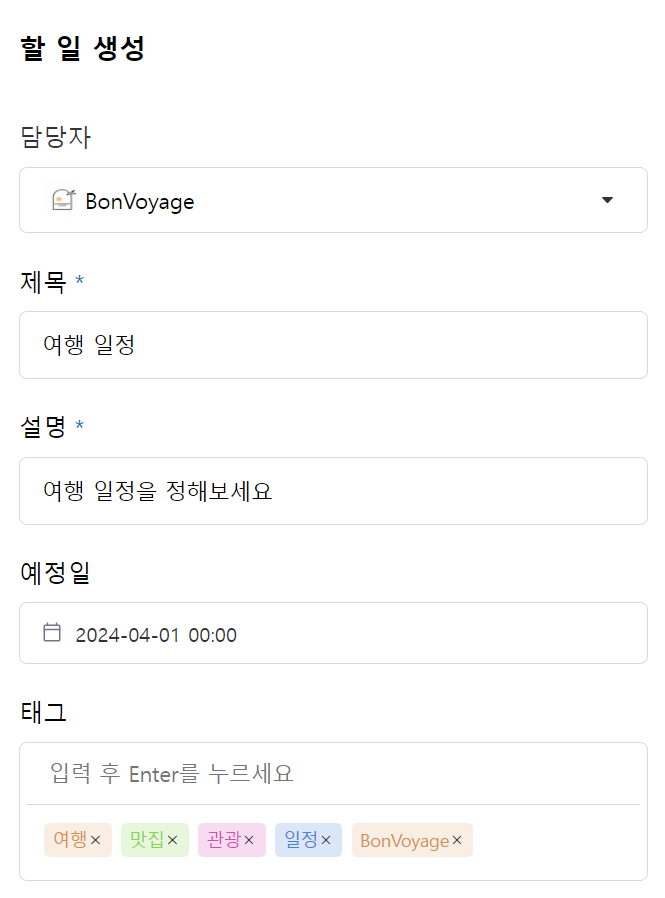 할 일 생성
담당자
BonVoyage
제목 *
여행 일정
설명 *
여행 일정을 정해보세요
예정일
2024-04-01 00:00
태그
입력 후 Enter를 누르세요
여행× 맛집× 관광× 일정× BonVoyage×